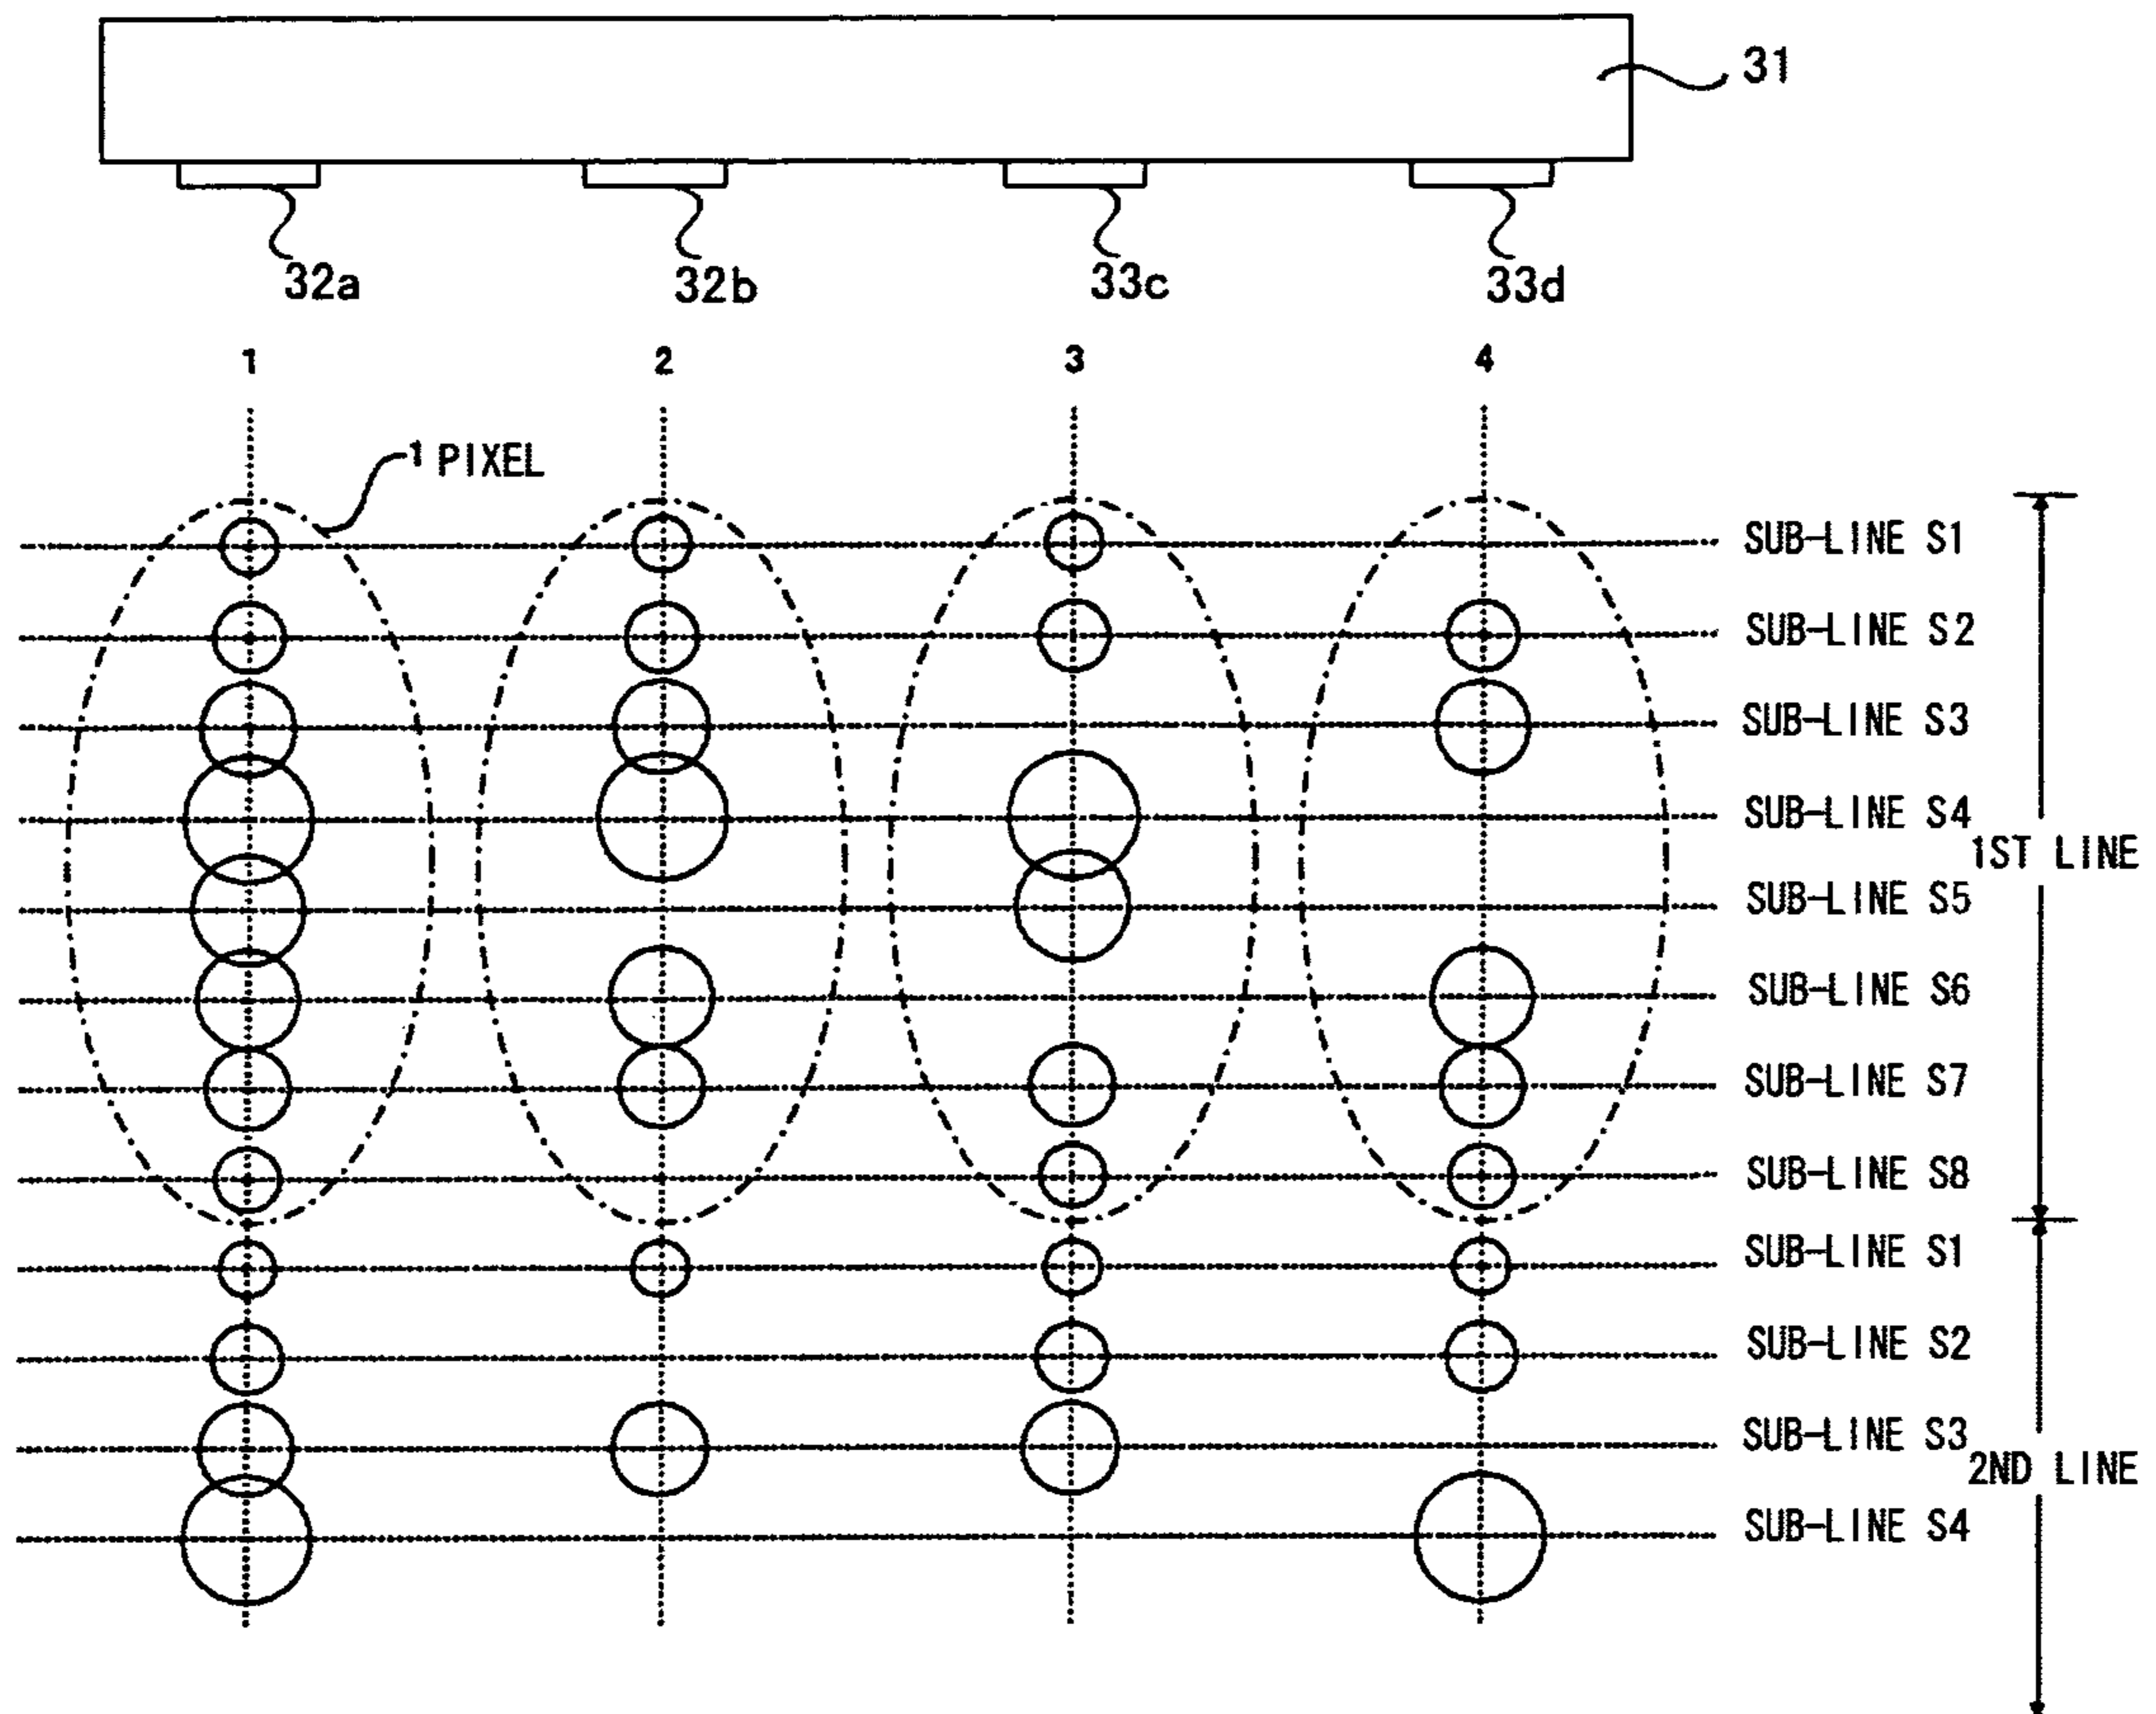 31
32a 32b 33c 33d
1 2 3 4
1 PIXEL
SUB-LINE S1
SUB-LINE S2
SUB-LINE S3
SUB-LINE S4
1ST LINE
SUB-LINE S5
SUB-LINE S6
SUB-LINE S7
SUB-LINE S8
SUB-LINE S1
SUB-LINE S2
SUB-LINE S3
2ND LINE
SUB-LINE S4